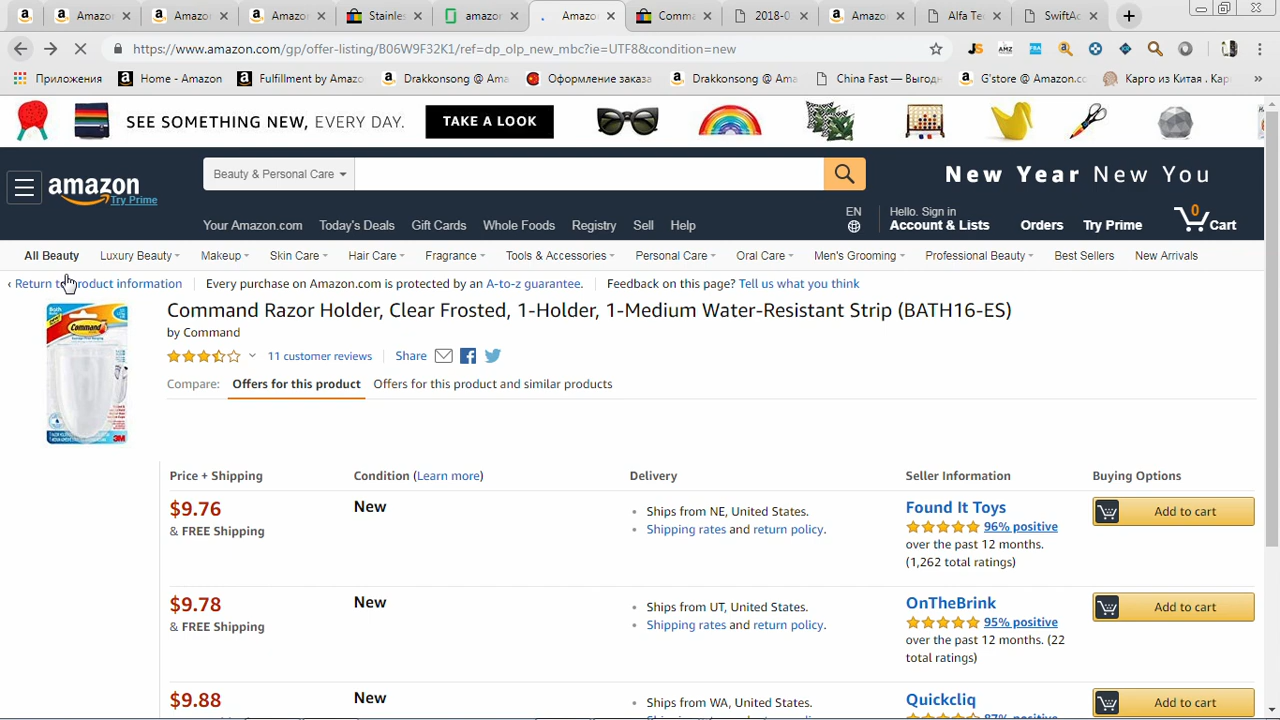 Amazon
Amazon
Amazon
Stainles
amazor
Amazo
Comma
2018-
Amazo
Alfa Te
SwiftAc
https://www.amazon.com/gp/offer-listing/B06W9F32K1/ref=dp_olp_new_mbc?ie=UTF8&condition=new
Приложения
Home - Amazon
Fulfillment by Amazo
Drakkonsong @ Ama
Оформление заказа
Drakkonsong @ Am
China Fast — Выгодн
G'store @ Amazon.co
Карго из Китая . Кар
SEE SOMETHING NEW, EVERY DAY.
TAKE A LOOK
amazon
Try Prime
Beauty & Personal Care
New Year New You
Your Amazon.com Today's Deals Gift Cards Whole Foods Registry Sell Help
EN
Hello. Sign in
Account & Lists
Orders
Try Prime
0
Cart
All Beauty Luxury Beauty Makeup Skin Care Hair Care Fragrance Tools & Accessories Personal Care Oral Care Men's Grooming Professional Beauty Best Sellers New Arrivals
‹ Return to product information
Every purchase on Amazon.com is protected by an A-to-z guarantee.
Feedback on this page? Tell us what you think
Command Razor Holder, Clear Frosted, 1-Holder, 1-Medium Water-Resistant Strip (BATH16-ES)
by Command
11 customer reviews
Share
Compare: Offers for this product Offers for this product and similar products
Command
3M
Price + Shipping Condition (Learn more) Delivery Seller Information Buying Options
$9.76
& FREE Shipping
New
Ships from NE, United States.
Shipping rates and return policy.
Found It Toys
96% positive
over the past 12 months.
(1,262 total ratings)
Add to cart
$9.78
& FREE Shipping
New
Ships from UT, United States.
Shipping rates and return policy.
OnTheBrink
95% positive
over the past 12 months. (22
total ratings)
Add to cart
$9.88
New
Ships from WA, United States.
Quickcliq
87% positive
Add to cart